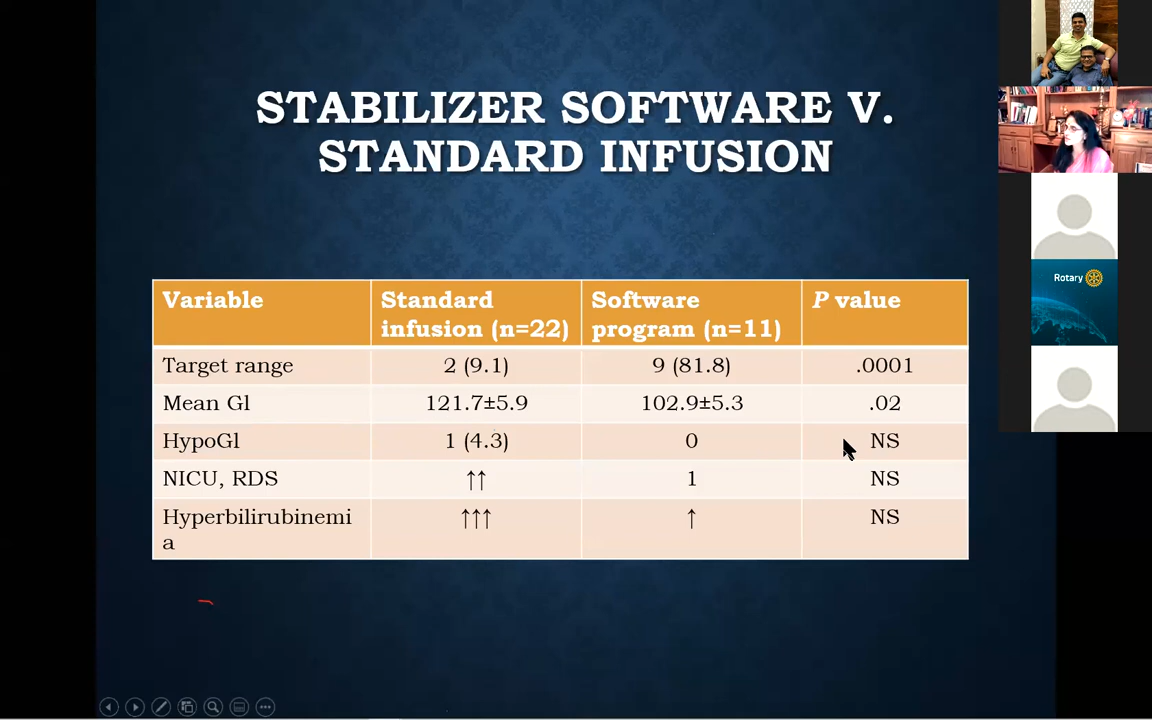 STABILIZER SOFTWARE V.
STANDARD INFUSION
Variable
Standard
infusion (n=22)
Software
program (n=11)
P value
Target range
2 (9.1)
9 (81.8)
.0001
Mean Gl
121.7±5.9
102.9±5.3
.02
HypoGl
1 (4.3)
0
NS
NICU, RDS
↑↑
1
NS
Hyperbilirubinemi
a
↑↑↑
↑
NS
Rotary